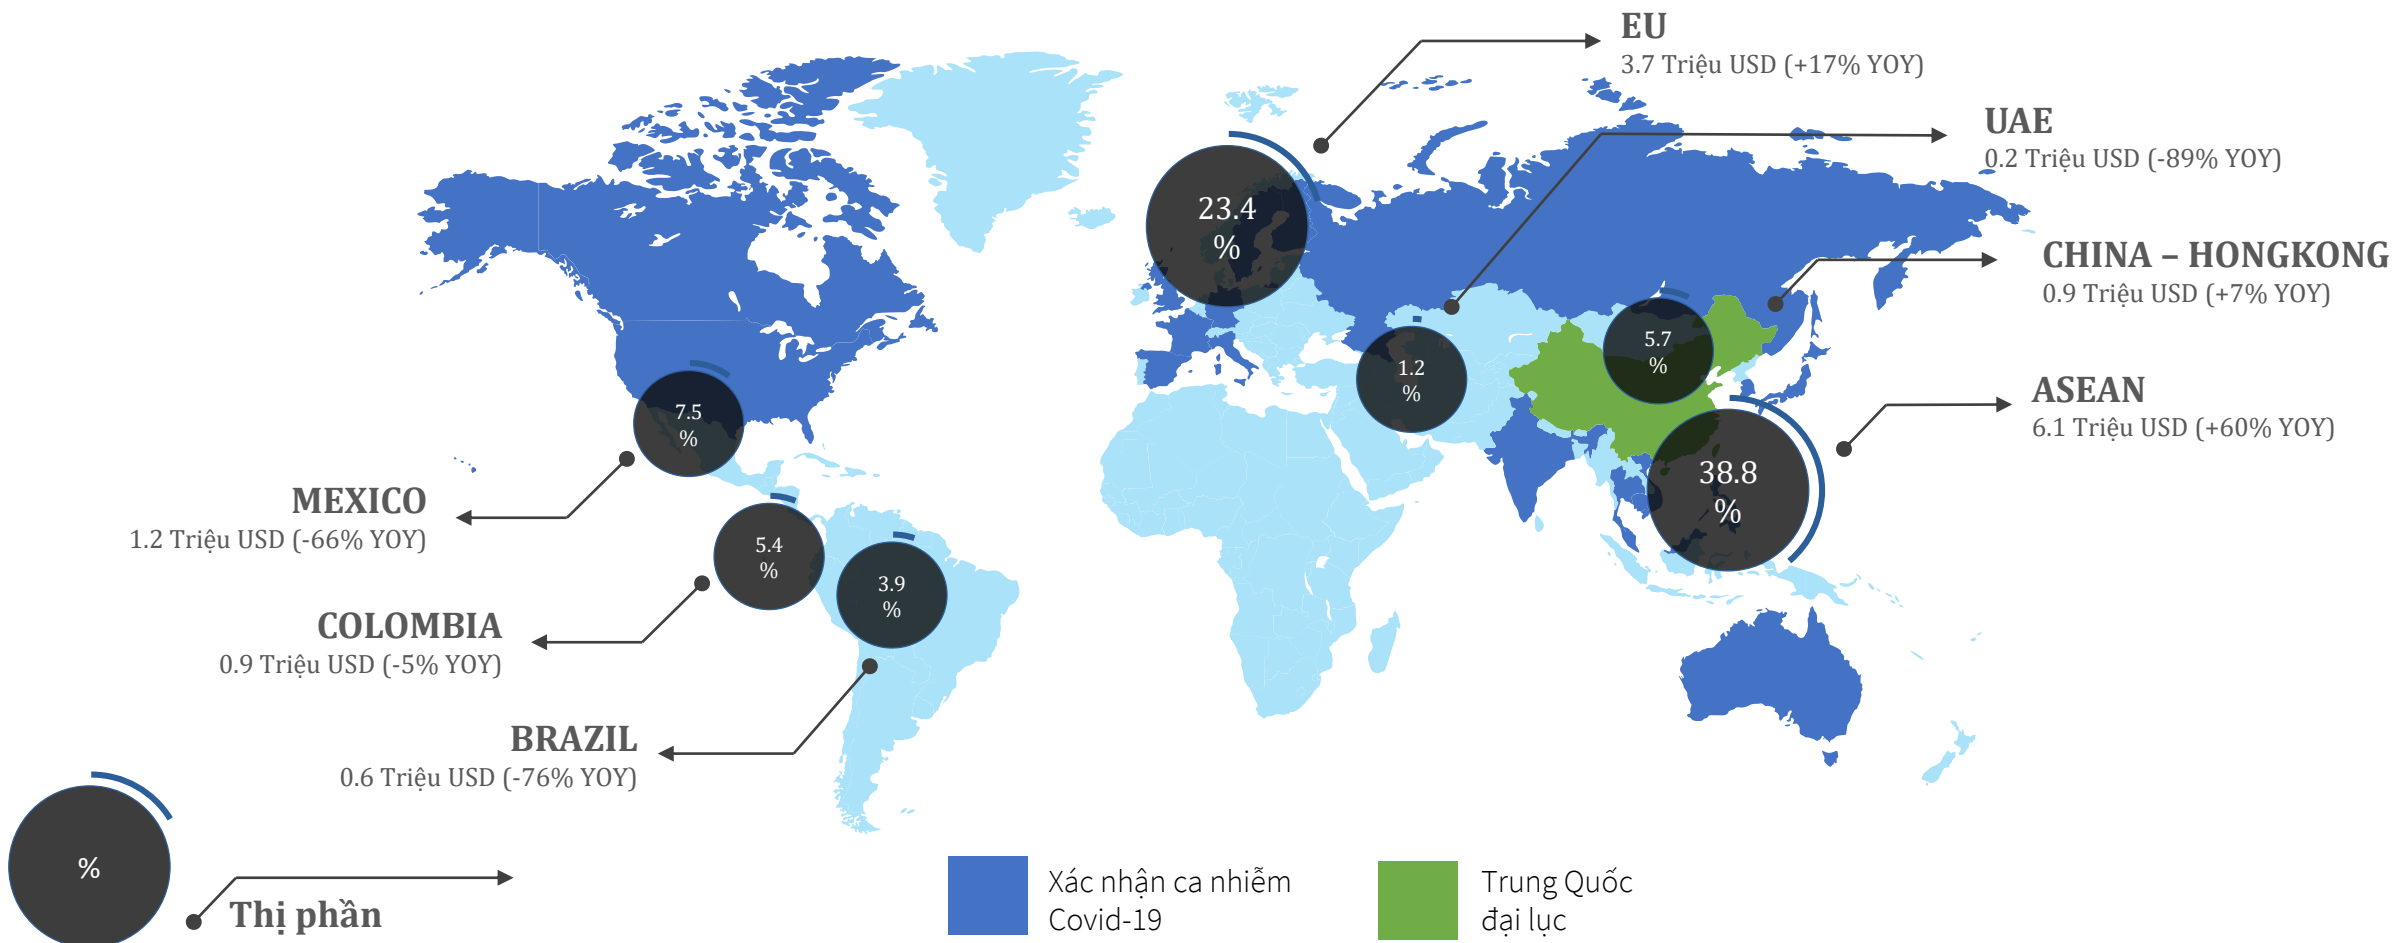 EU
3.7 Triệu USD (+17% YOY)
UAE
0.2 Triệu USD (-89% YOY)
23.4
%
CHINA – HONGKONG
0.9 Triệu USD (+7% YOY)
5.7
%
1.2
%
ASEAN
6.1 Triệu USD (+60% YOY)
7.5
%
38.8
%
MEXICO
1.2 Triệu USD (-66% YOY)
5.4
%
3.9
%
COLOMBIA
0.9 Triệu USD (-5% YOY)
BRAZIL
0.6 Triệu USD (-76% YOY)
%
Thị phần
Xác nhận ca nhiễm
Covid-19
Trung Quốc
đại lục